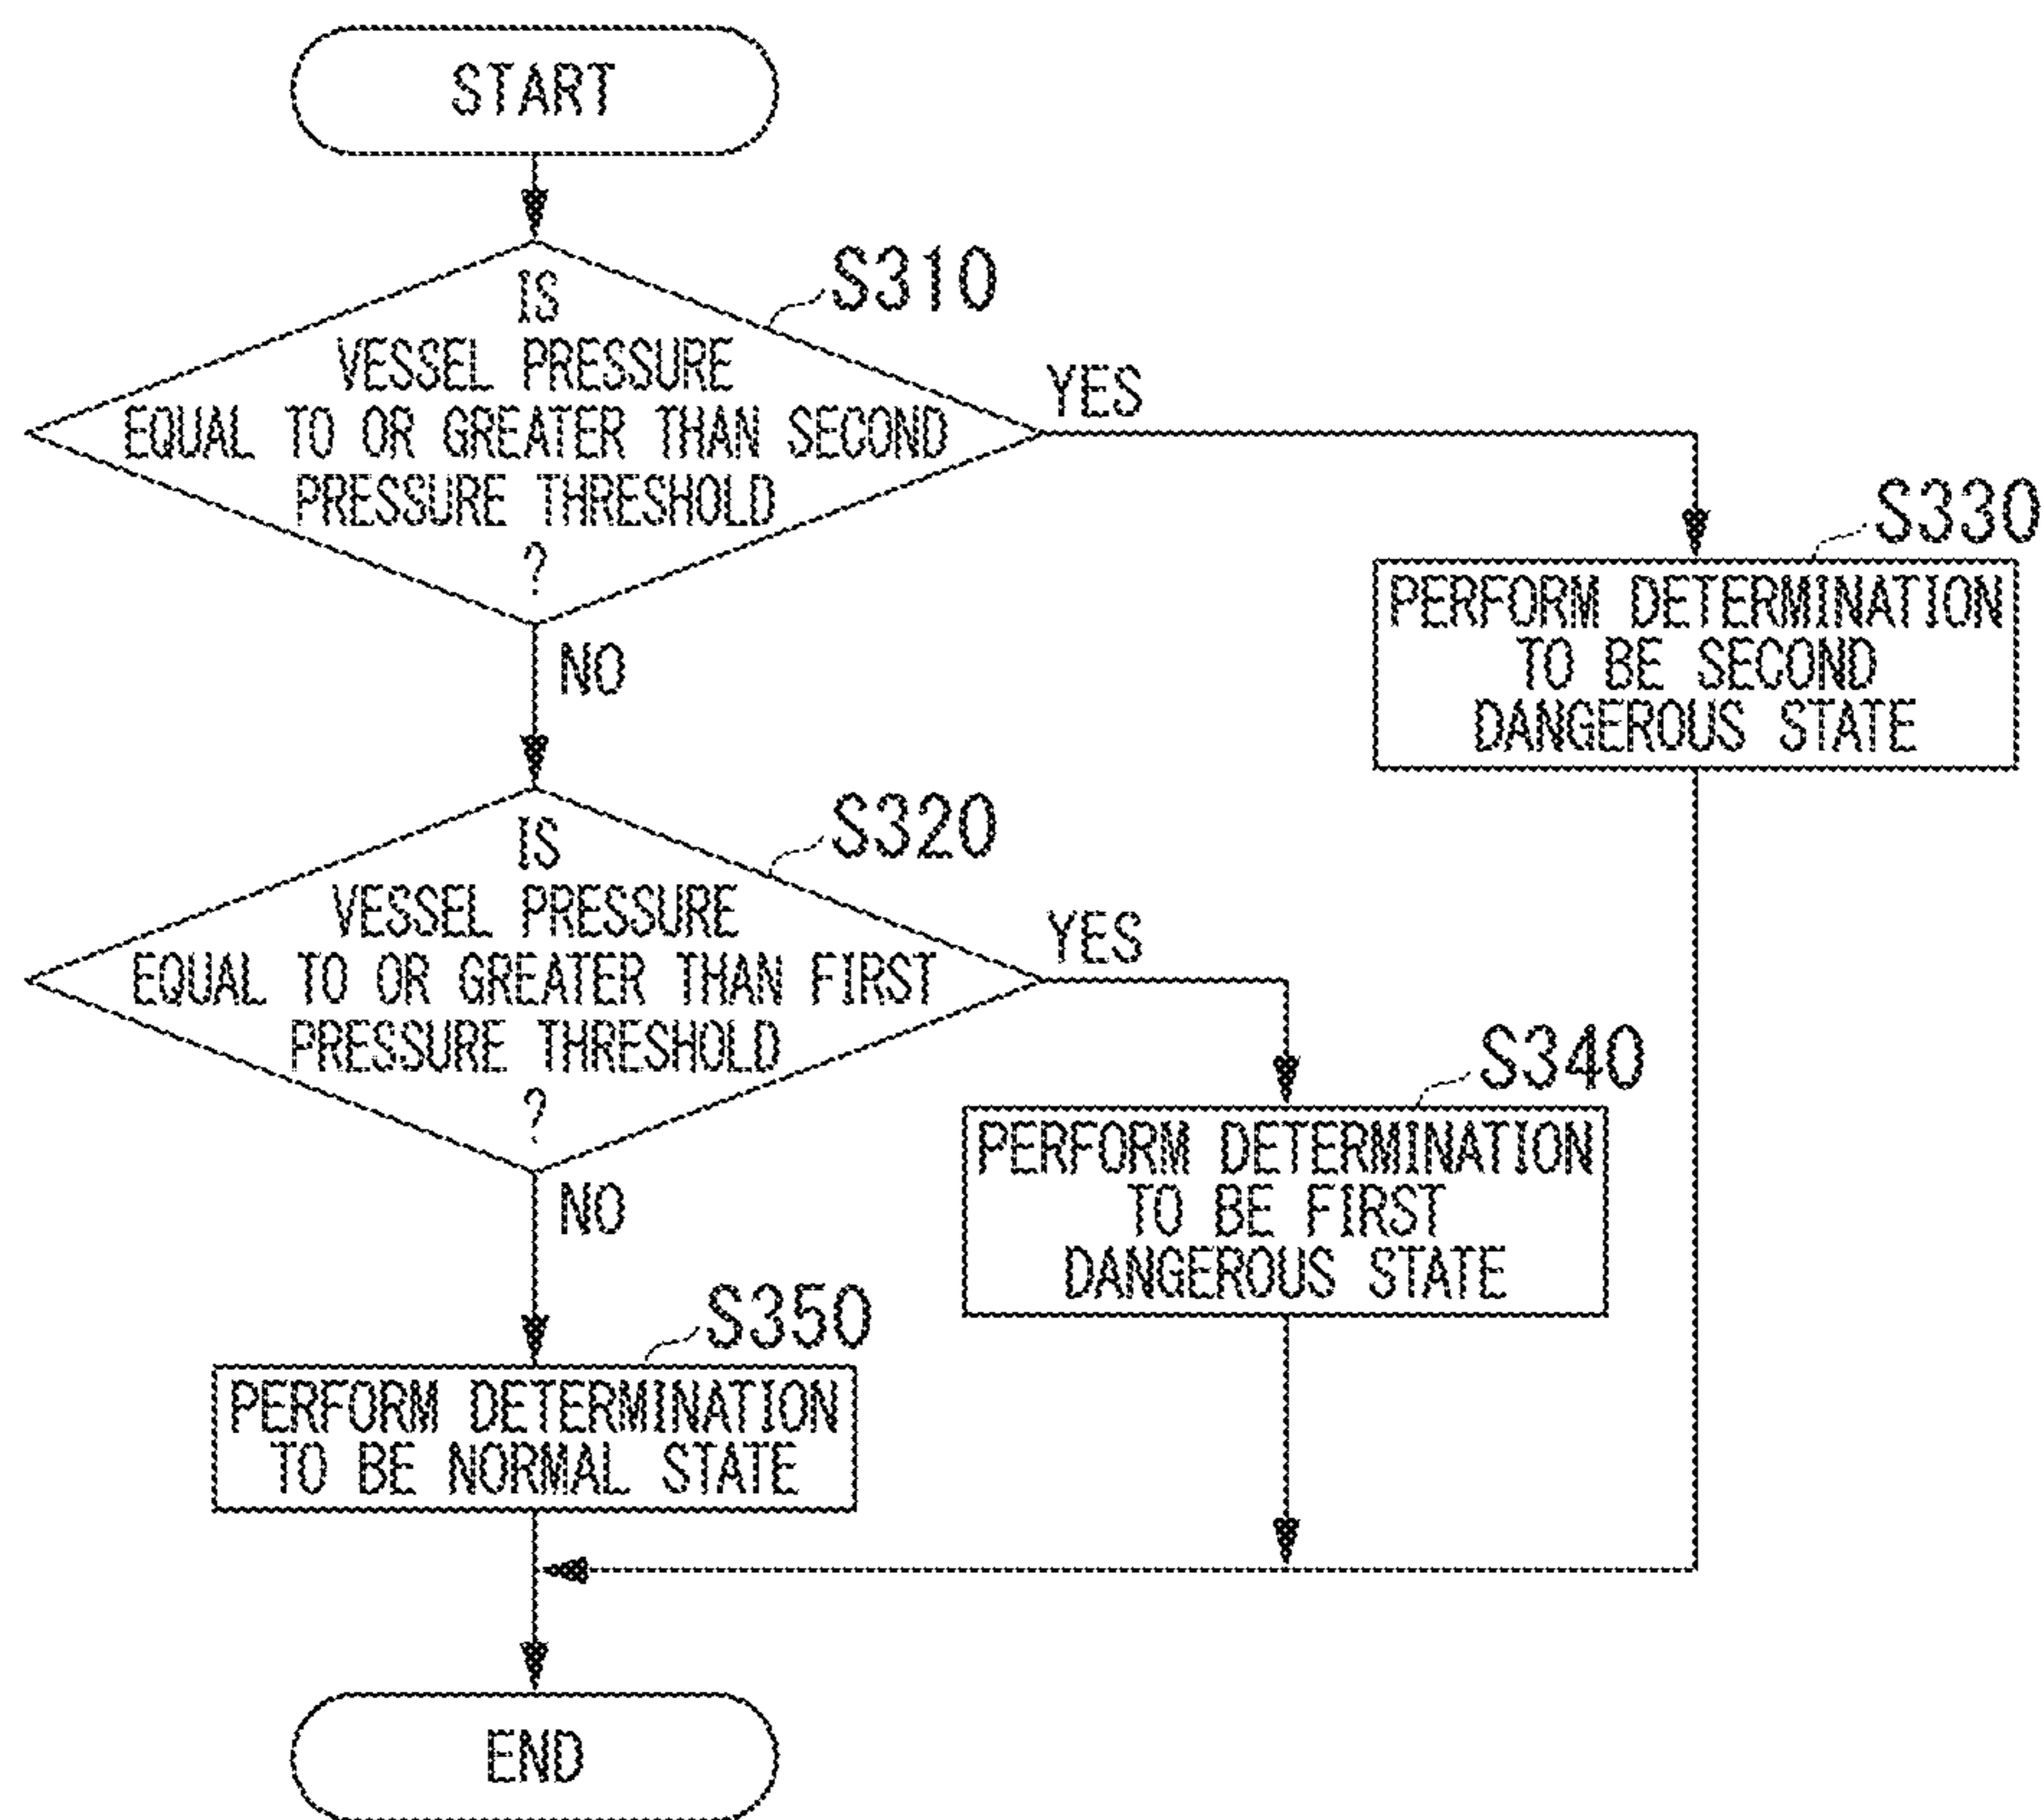 START
S310
IS
VESSEL PRESSURE
EQUAL TO OR GREATER THAN SECOND
PRESSURE THRESHOLD
?
YES
NO
S330
PERFORM DETERMINATION
TO BE SECOND
DANGEROUS STATE
S320
IS
VESSEL PRESSURE
EQUAL TO OR GREATER THAN FIRST
PRESSURE THRESHOLD
?
YES
NO
S340
PERFORM DETERMINATION
TO BE FIRST
DANGEROUS STATE
S350
PERFORM DETERMINATION
TO BE NORMAL STATE
END